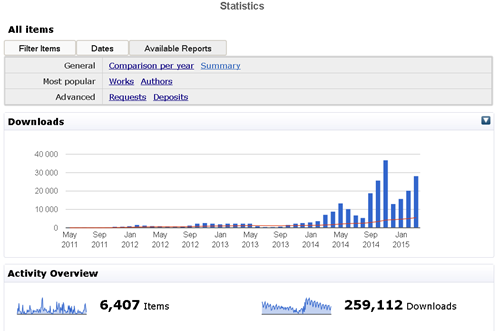 Statistics
All items
Filter Items Dates Available Reports
General Comparison per year Summary
Most popular Works Authors
Advanced Requests Deposits
Downloads
40 000
30 000
20 000
10 000
0
May Sep Jan May Sep Jan May Sep Jan May Sep Jan
2011 2011 2012 2012 2012 2013 2013 2013 2014 2014 2014 2015
Activity Overview
6,407 Items 259,112 Downloads